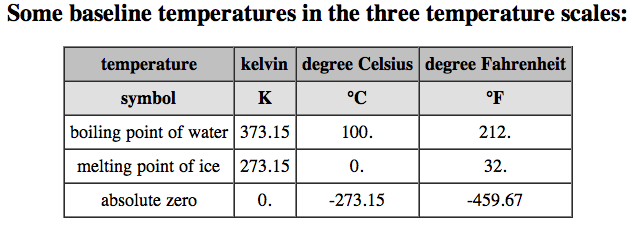 Some baseline temperatures in the three temperature scales:
temperature kelvin degree Celsius degree Fahrenheit
symbol K °C °F
boiling point of water 373.15 100. 212.
melting point of ice 273.15 0. 32.
absolute zero 0. -273.15 -459.67